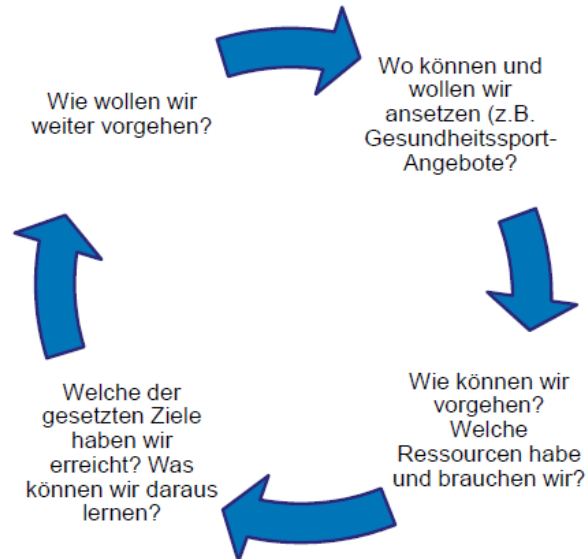 Wie wollen wir
weiter vorgehen?
Wo können und
wollen wir
ansetzen (z.B.
Gesundheitssport-
Angebote?
Wie können wir
vorgehen?
Welche
Ressourcen habe
und brauchen wir?
Welche der
gesetzten Ziele
haben wir
erreicht? Was
können wir daraus
lernen?